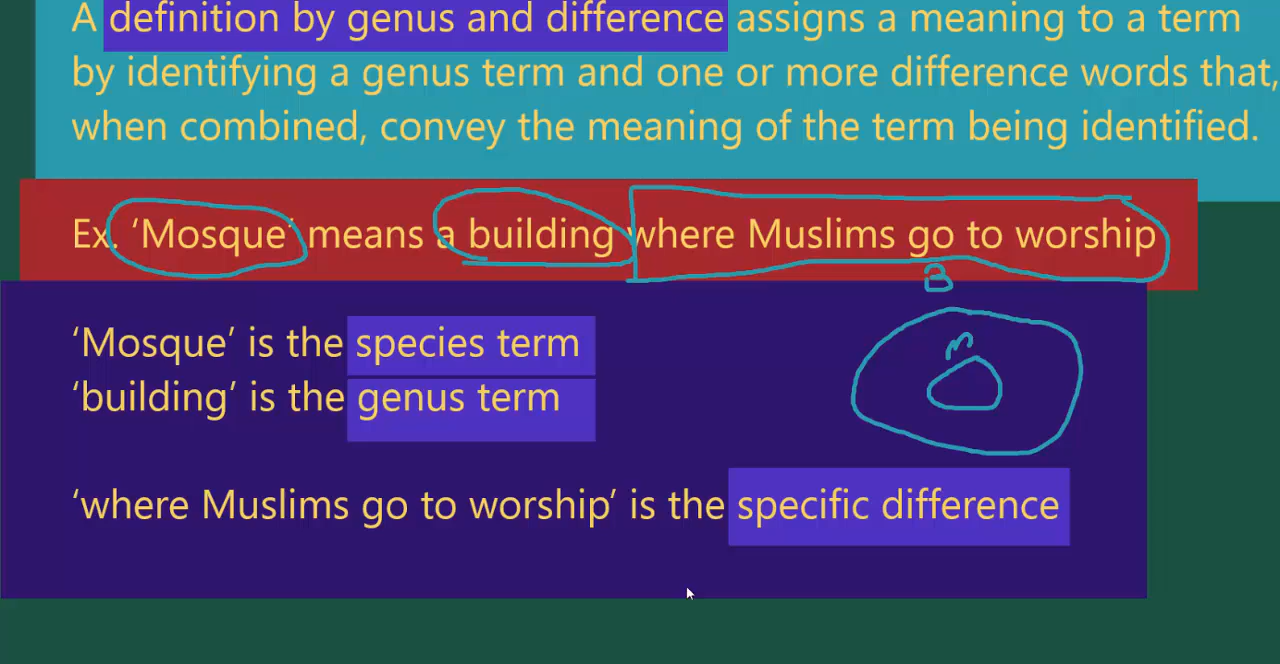 A definition by genus and difference assigns a meaning to a term
by identifying a genus term and one or more difference words that,
when combined, convey the meaning of the term being identified.
Ex. ‘Mosque’ means a building where Muslims go to worship
B
‘Mosque’ is the species term
m
‘building’ is the genus term
‘where Muslims go to worship’ is the specific difference